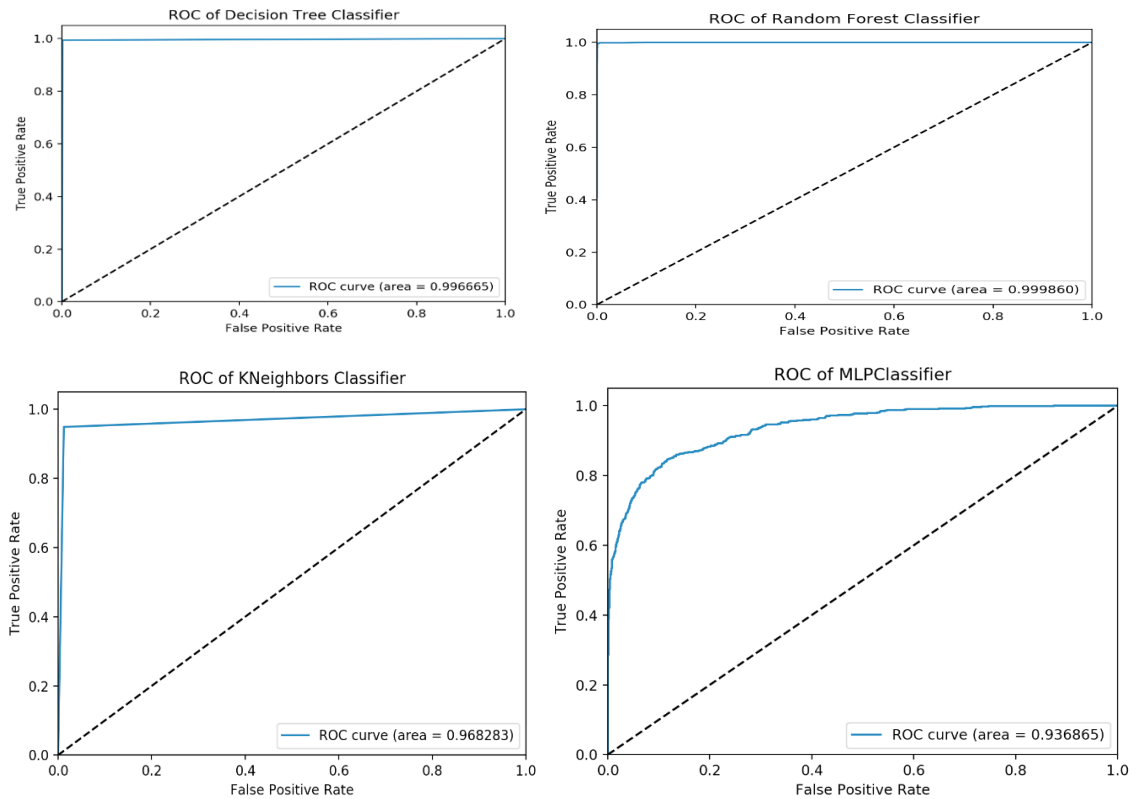 ROC of Decision Tree Classifier
1.0
0.8
0.6
0.4
0.2
0.0
True Positive Rate
ROC curve (area = 0.996665)
0.0 0.2 0.4 0.6 0.8 1.0
False Positive Rate
ROC of Random Forest Classifier
1.0
0.8
0.6
0.4
0.2
0.0
True Positive Rate
ROC curve (area = 0.999860)
0.0 0.2 0.4 0.6 0.8 1.0
False Positive Rate
ROC of KNeighbors Classifier
1.0
0.8
0.6
0.4
0.2
0.0
True Positive Rate
ROC curve (area = 0.968283)
0.0 0.2 0.4 0.6 0.8 1.0
False Positive Rate
ROC of MLPClassifier
1.0
0.8
0.6
0.4
0.2
0.0
True Positive Rate
ROC curve (area = 0.936865)
0.0 0.2 0.4 0.6 0.8 1.0
False Positive Rate